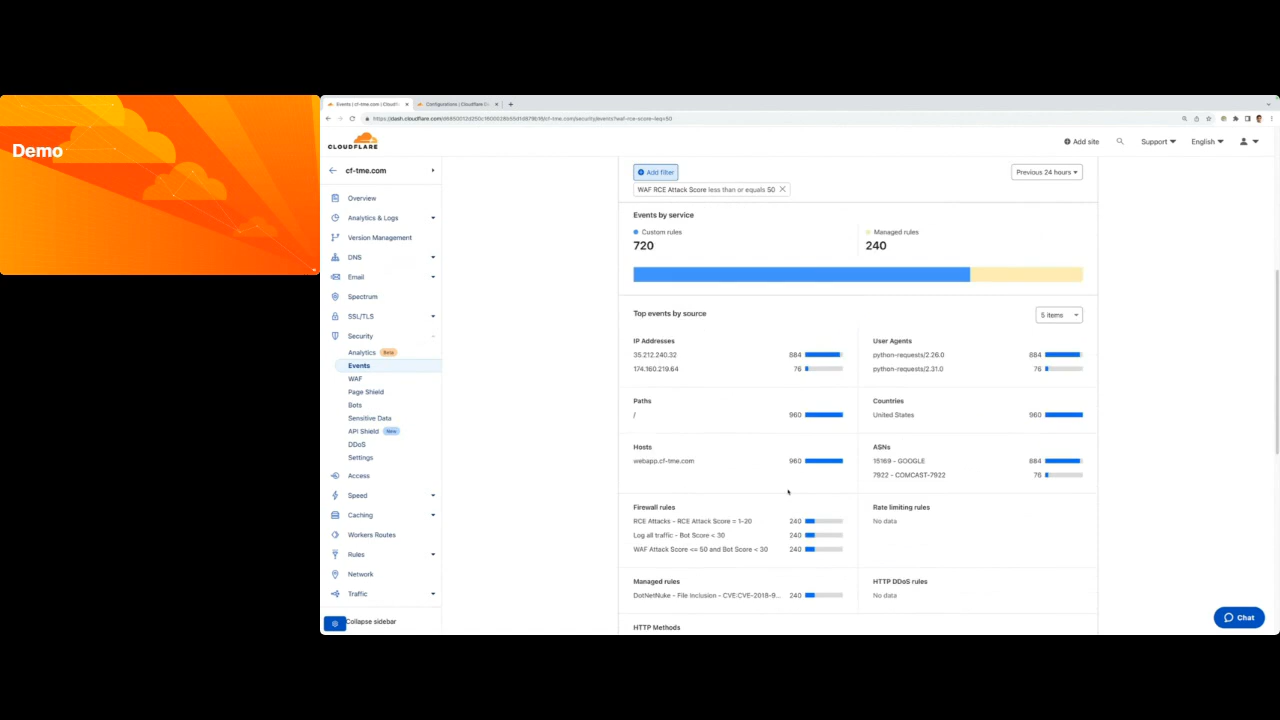 Demo
Events | cf-tme.com | Cloudfl
Configurations | Cloudflare
CLOUDFLARE
Add site
Support
English
cf-tme.com
Overview
Analytics & Logs
Version Management
DNS
Email
Spectrum
SSL/TLS
Security
Analytics Beta
Events
WAF
Page Shield
Bots
Sensitive Data
API Shield New
DDoS
Settings
Access
Speed
Caching
Workers Routes
Rules
Network
Traffic
Collapse sidebar
Add filter
Previous 24 hours
WAF RCE Attack Score less than or equals 50
Events by service
Custom rules
720
Managed rules
240
Top events by source
5 items
IP Addresses
35.212.240.32 884
174.160.219.64 76
User Agents
python-requests/2.26.0 884
python-requests/2.31.0 76
Paths
/ 960
Countries
United States 960
Hosts
webapp.cf-tme.com 960
ASNs
15169 - GOOGLE 884
7922 - COMCAST-7922 76
Firewall rules
RCE Attacks - RCE Attack Score = 1-20 240
Log all traffic - Bot Score < 30 240
WAF Attack Score <= 50 and Bot Score < 30 240
Rate limiting rules
No data
Managed rules
DotNetNuke - File Inclusion - CVE:CVE-2018-9... 240
HTTP DDoS rules
No data
HTTP Methods
Chat